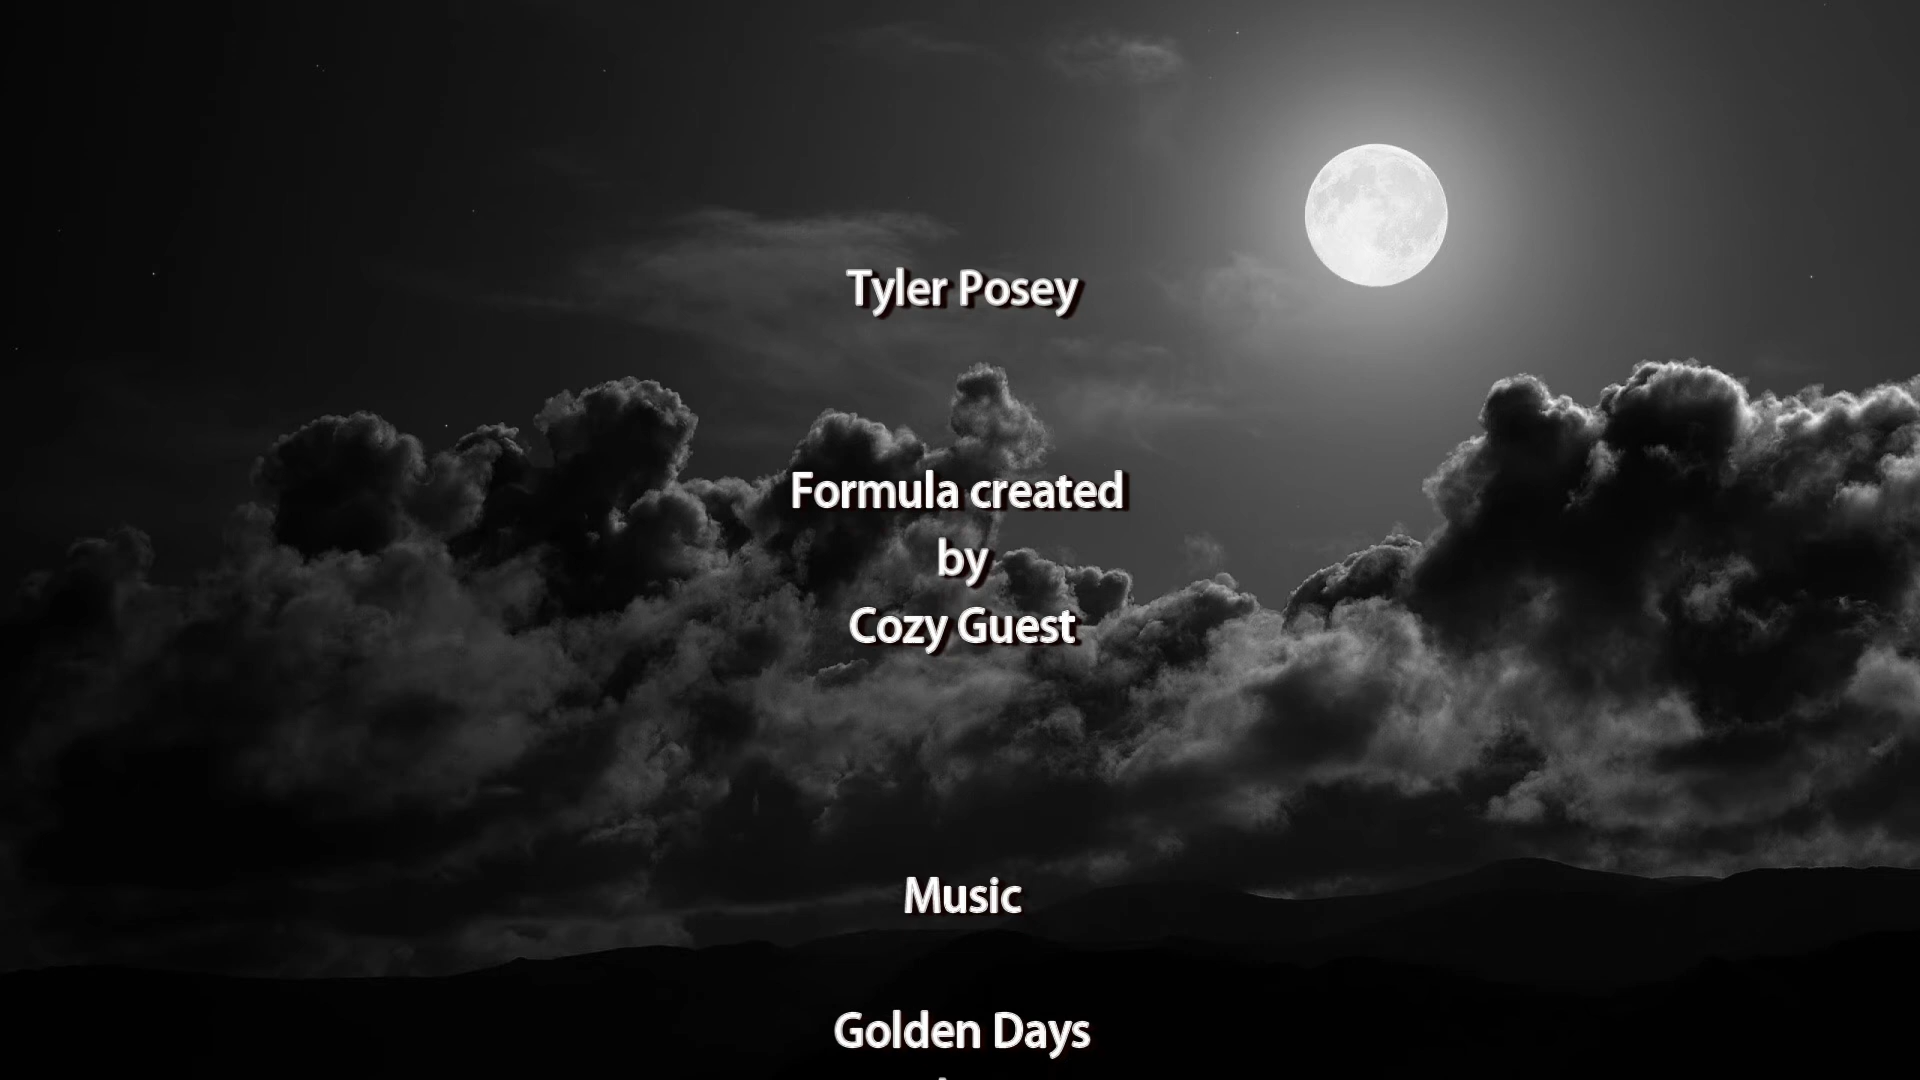 Tyler Posey
Formula created
by
Cozy Guest
Music
Golden Days